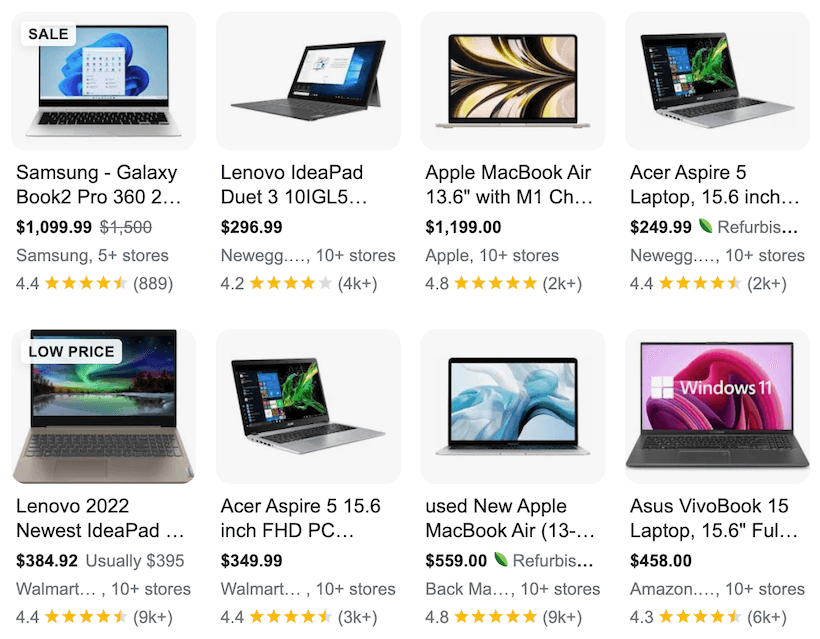 SALE
Samsung - Galaxy
Book2 Pro 360 2...
$1,099.99 $1,500
Samsung, 5+ stores
4.4 (889)
Lenovo IdeaPad
Duet 3 10IGL5...
$296.99
Newegg...., 10+ stores
4.2 (4k+)
Apple MacBook Air
13.6" with M1 Ch...
$1,199.00
Apple, 10+ stores
4.8 (2k+)
Acer Aspire 5
Laptop, 15.6 inch...
$249.99 Refurbis...
Newegg...., 10+ stores
4.4 (2k+)
LOW PRICE
Lenovo 2022
Newest IdeaPad ...
$384.92 Usually $395
Walmart... , 10+ stores
4.4 (9k+)
Acer Aspire 5 15.6
inch FHD PC...
$349.99
Walmart... , 10+ stores
4.4 (3k+)
used New Apple
MacBook Air (13-...
$559.00 Refurbis...
Back Ma..., 10+ stores
4.8 (9k+)
Windows 11
Asus VivoBook 15
Laptop, 15.6" Ful...
$458.00
Amazon...., 10+ stores
4.3 (6k+)